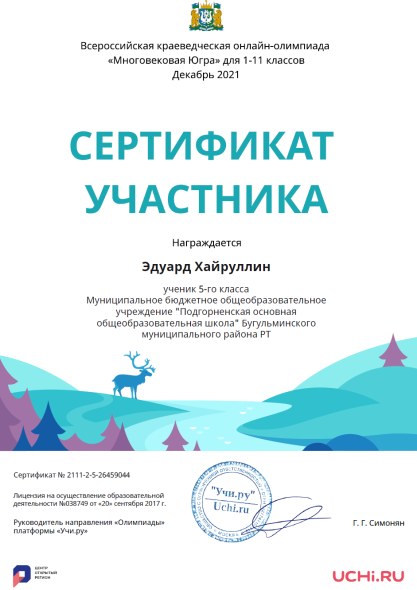 Всероссийская краеведческая онлайн-олимпиада
«Многовековая Югра» для 1-11 классов
Декабрь 2021
СЕРТИФИКАТ
УЧАСТНИКА
Награждается
Эдуард Хайруллин
ученик 5-го класса
Муниципальное бюджетное общеобразовательное
учреждение "Подгорненская основная
общеобразовательная школа" Бугульминского
муниципального района РТ
Сертификат № 2111-2-5-26459044
Лицензия на осуществление образовательной
деятельности №038749 от «20» сентября 2017 г.
Руководитель направления «Олимпиады»
платформы «Учи.ру»
"Учи.ру"
Uchi.ru
Г. Г. Симонян
ЦЕНТР
ОТКРЫТЫЙ
РЕГИОН
UCHi.RU